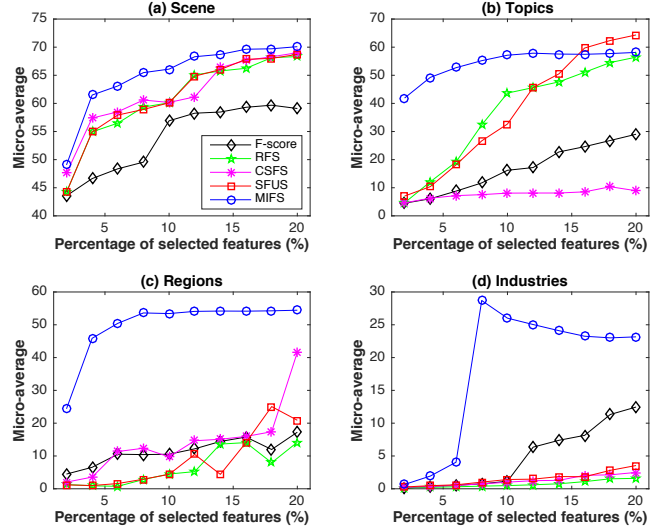 (a) Scene
Micro-average
75
70
65
60
55
50
45
40
5
10
15
20
Percentage of selected features (%)
F-score
RFS
CSFS
SFUS
MIFS
(b) Topics
Micro-average
70
60
50
40
30
20
10
0
5
10
15
20
Percentage of selected features (%)
(c) Regions
Micro-average
60
50
40
30
20
10
0
5
10
15
20
Percentage of selected features (%)
(d) Industries
Micro-average
30
25
20
15
10
5
0
5
10
15
20
Percentage of selected features (%)